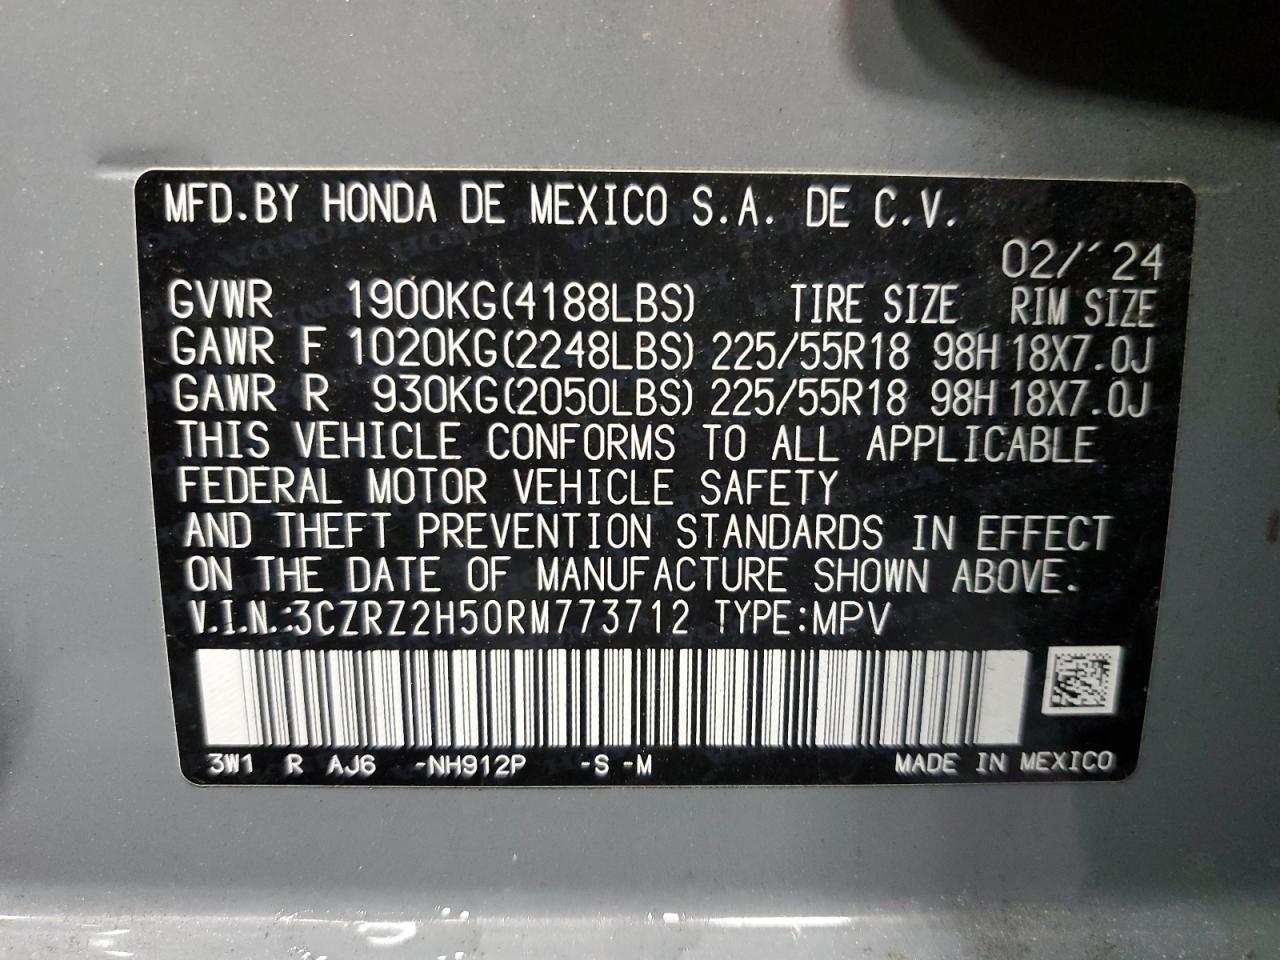 MFD.BY HONDA DE MEXICO S.A. DE C.V.
02/'24
GVWR 1900KG(4188LBS) TIRE SIZE RIM SIZE
GAWR F 1020KG(2248LBS) 225/55R18 98H 18X7.0J
GAWR R 930KG(2050LBS) 225/55R18 98H 18X7.0J
THIS VEHICLE CONFORMS TO ALL APPLICABLE
FEDERAL MOTOR VEHICLE SAFETY
AND THEFT PREVENTION STANDARDS IN EFFECT
ON THE DATE OF MANUFACTURE SHOWN ABOVE.
V.I.N.:3CZRZ2H50RM773712 TYPE:MPV
3W1 R AJ6 -NH912P -S -M MADE IN MEXICO